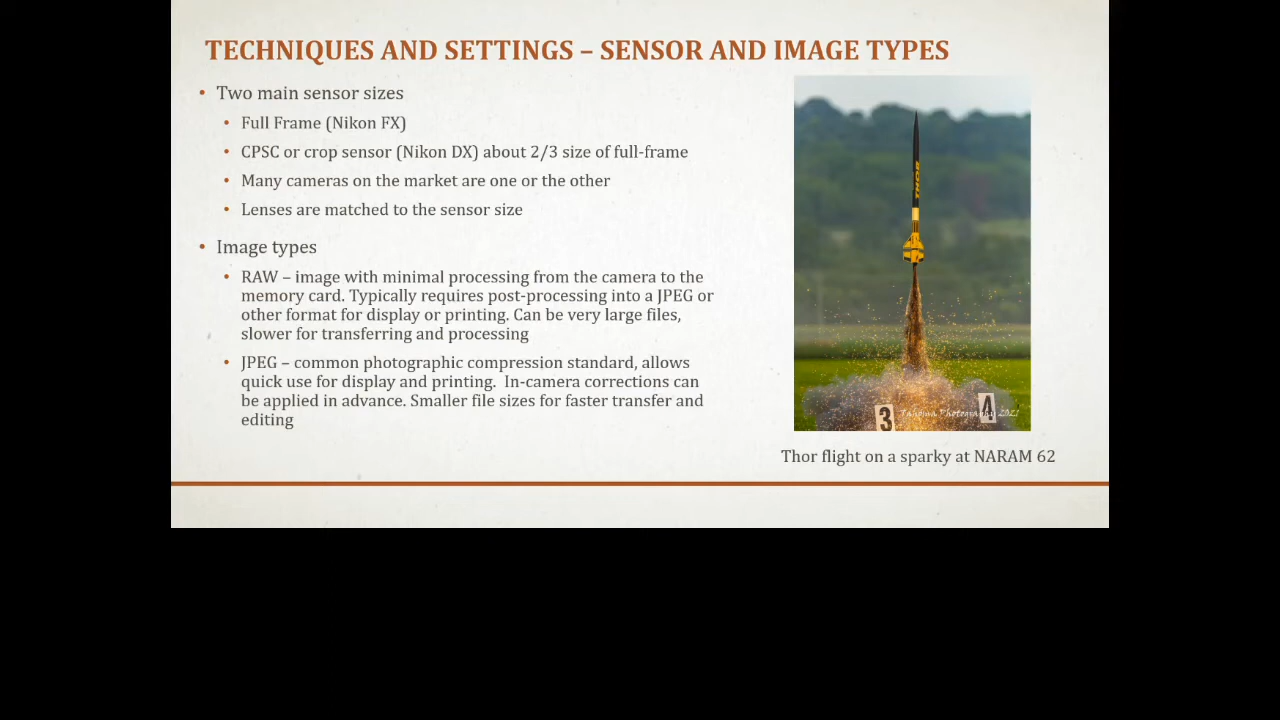 TECHNIQUES AND SETTINGS – SENSOR AND IMAGE TYPES
• Two main sensor sizes
• Full Frame (Nikon FX)
• CPSC or crop sensor (Nikon DX) about 2/3 size of full-frame
• Many cameras on the market are one or the other
• Lenses are matched to the sensor size
• Image types
• RAW – image with minimal processing from the camera to the
memory card. Typically requires post-processing into a JPEG or
other format for display or printing. Can be very large files,
slower for transferring and processing
• JPEG – common photographic compression standard, allows
quick use for display and printing.  In-camera corrections can
be applied in advance. Smaller file sizes for faster transfer and
editing
THOR
3
4
Tahoma Photography 2021
Thor flight on a sparky at NARAM 62